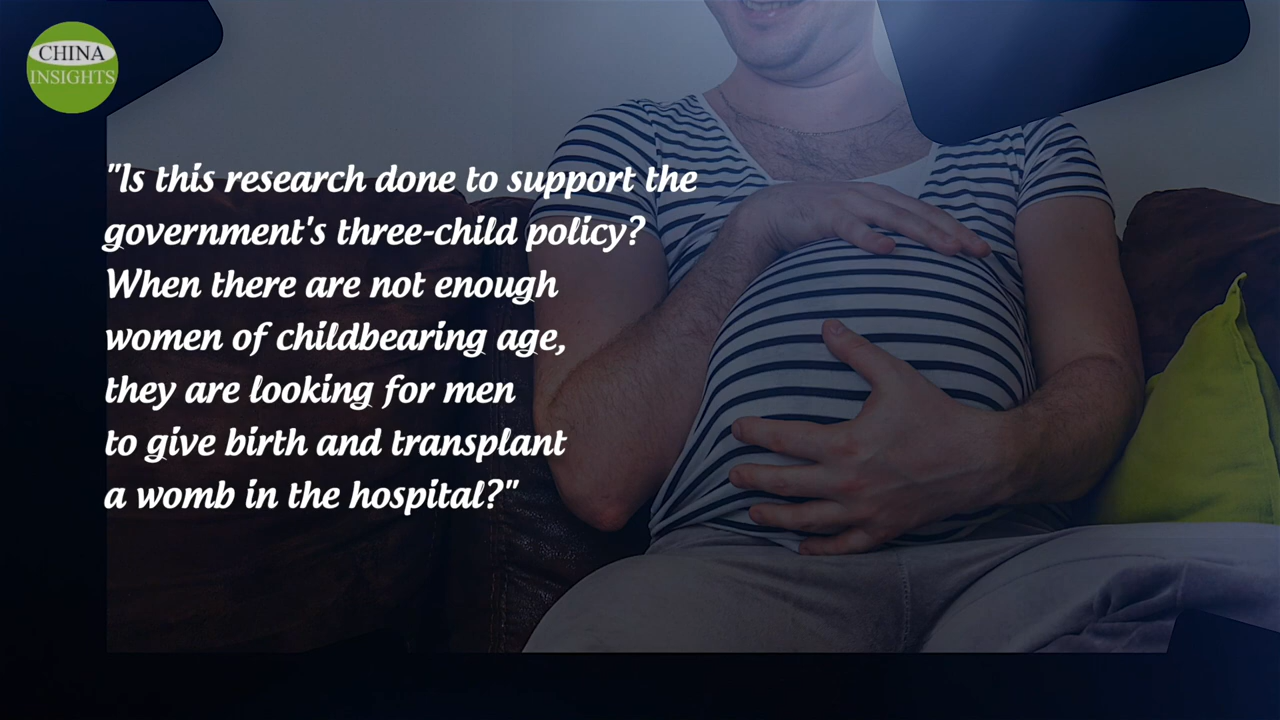 CHINA
INSIGHTS
"Is this research done to support the
government's three-child policy?
When there are not enough
women of childbearing age,
they are looking for men
to give birth and transplant
a womb in the hospital?"